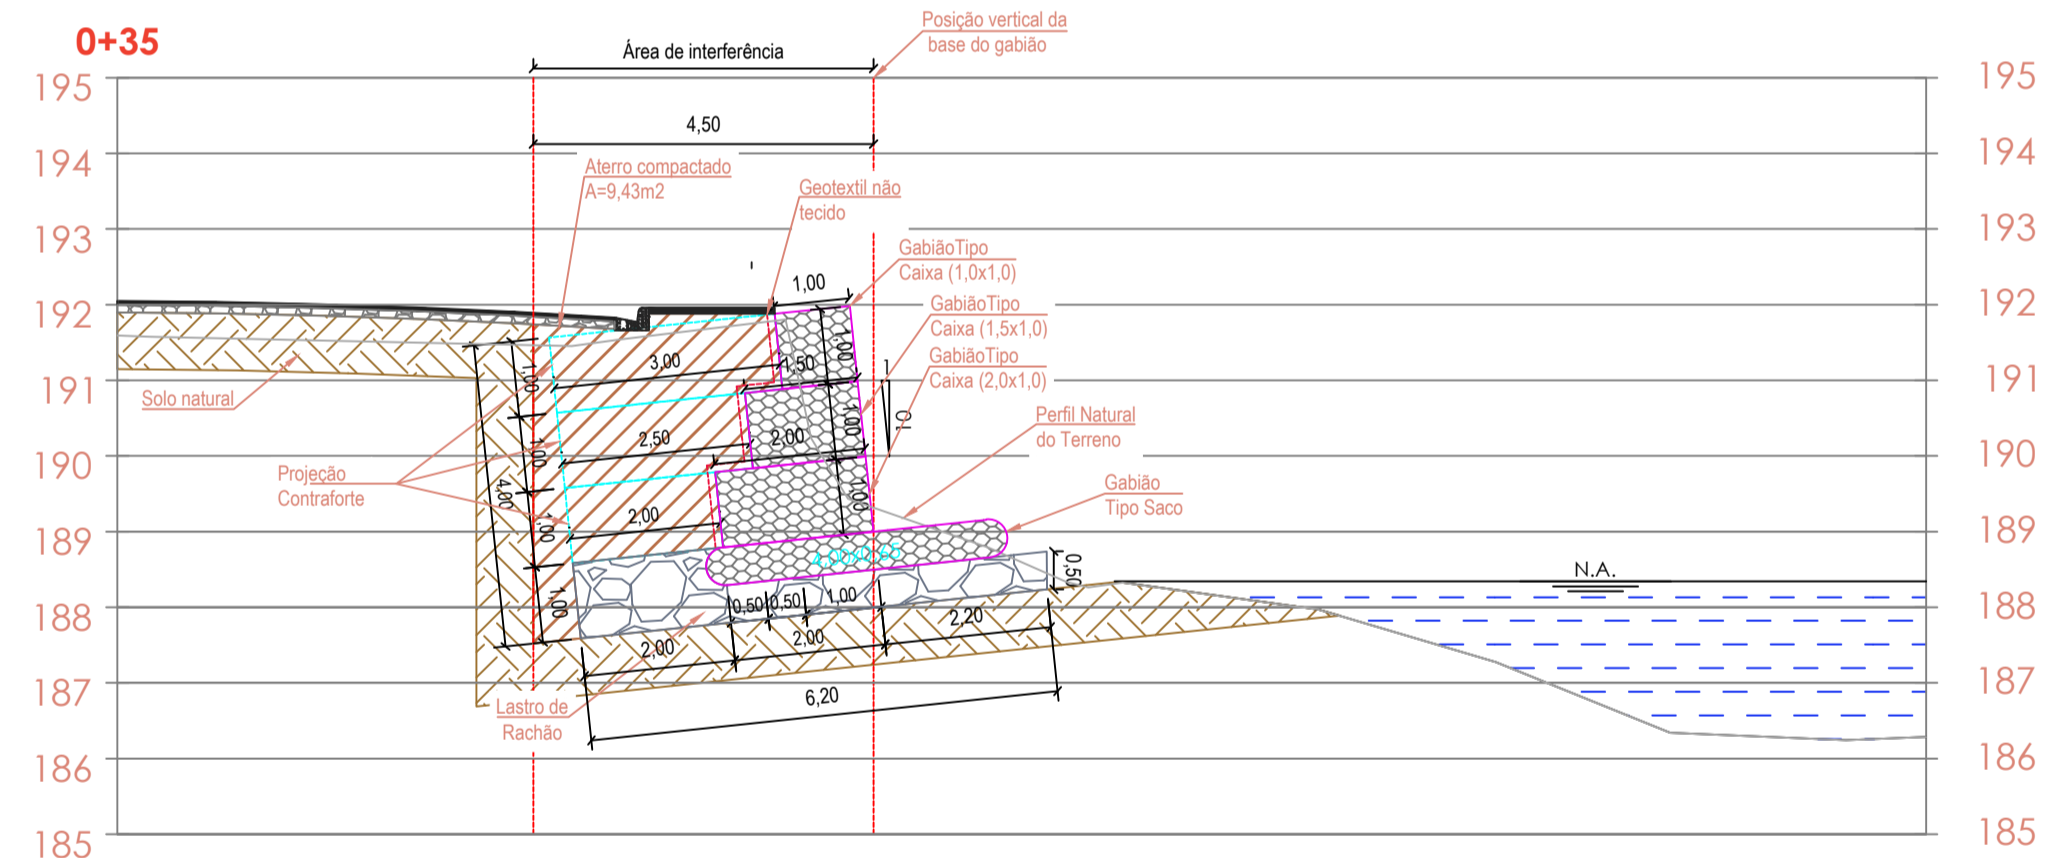 0+35
Posição vertical da
base do gabião
Área de interferência
195
195
4,50
194
194
Aterro compactado
A=9,43m2
Geotextil não
tecido
193
193
GabiãoTipo
Caixa (1,0x1,0)
1,00
192
192
GabiãoTipo
Caixa (1,5x1,0)
1,00
3,00
1,50
1,00
GabiãoTipo
Caixa (2,0x1,0)
1
10
191
191
Solo natural
Perfil Natural
do Terreno
1,00
2,50
2,00
1,00
190
190
Projeção
Contraforte
4,00
1,00
2,00
1,00
Gabião
Tipo Saco
189
189
4,00x0,65
0,50
N.A.
1,00
0,50
0,50
1,00
188
188
2,00
2,00
2,20
187
187
6,20
Lastro de
Rachão
186
186
185
185